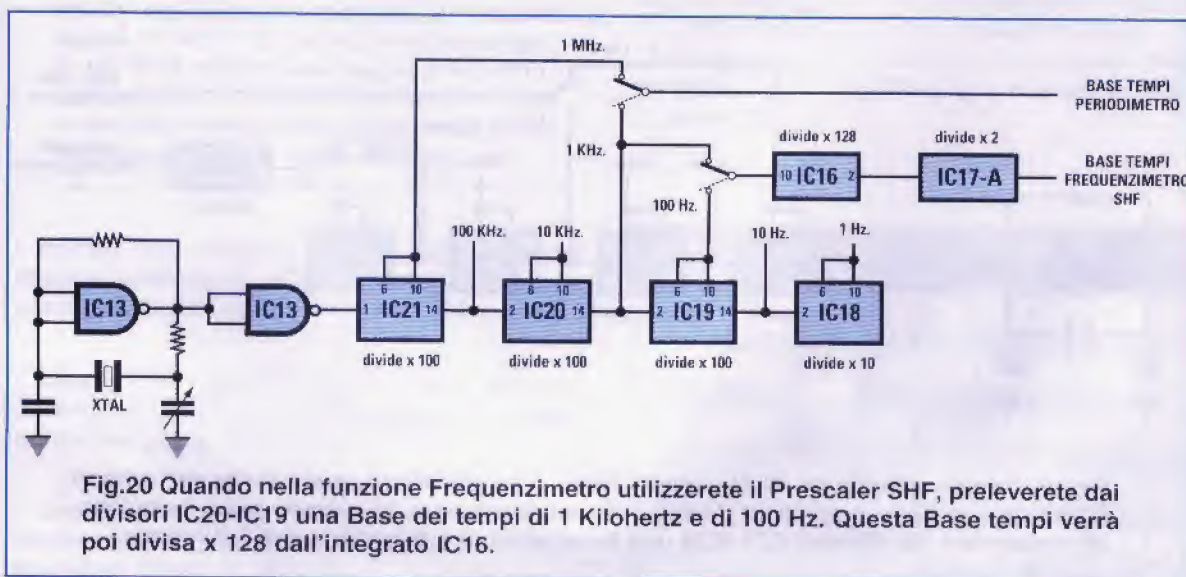 1 MHz.
BASE TEMPI
PERIODIMETRO
1 KHz.
divide x 128
divide x 2
10 IC16 2
IC17-A
BASE TEMPI
FREQUENZIMETRO
SHF
100 Hz.
100 KHz.
10 KHz.
10 Hz.
1 Hz.
IC13
IC13
6 10
1 IC21 14
6 10
2 IC20 14
6 10
2 IC19 14
6 10
2 IC18
divide x 100
divide x 100
divide x 100
divide x 10
XTAL
Fig.20 Quando nella funzione Frequenzimetro utilizzerete il Prescaler SHF, preleverete dai
divisori IC20-IC19 una Base dei tempi di 1 Kilohertz e di 100 Hz. Questa Base tempi verrà
poi divisa x 128 dall'integrato IC16.